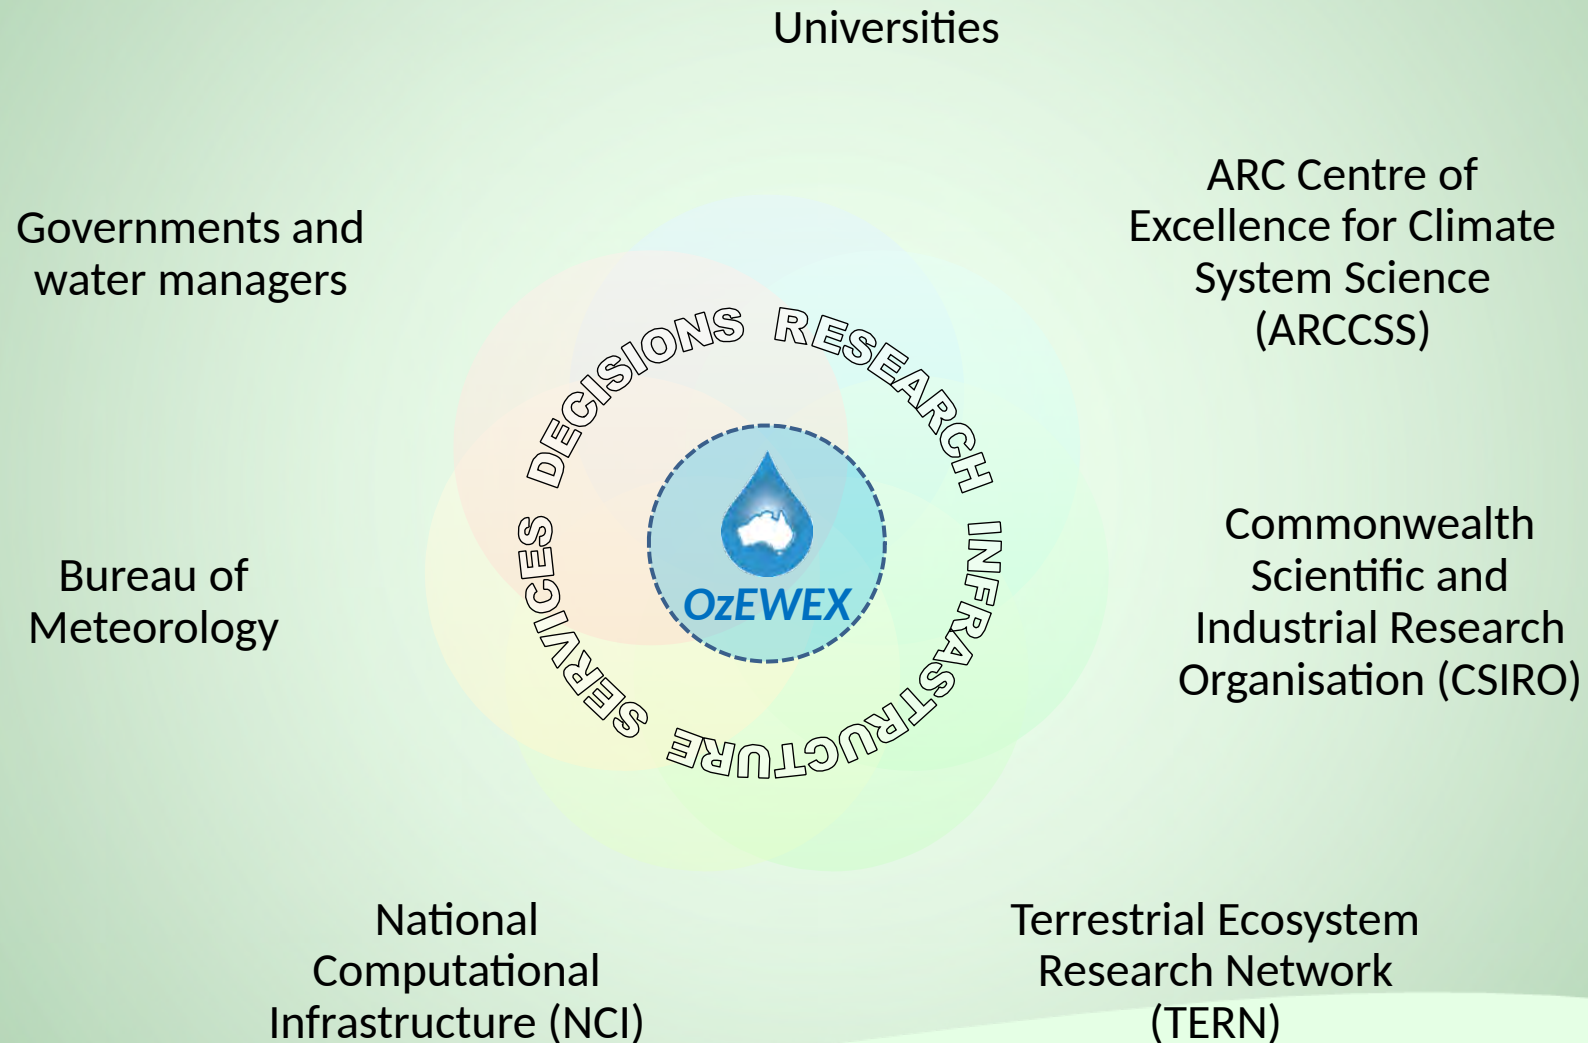 Universities
ARC Centre of
Excellence for Climate
System Science
(ARCCSS)
Governments and
water managers
DECISIONS RESEARCH INFRASTRUCTURE SERVICES
OzEWEX
Commonwealth
Scientific and
Industrial Research
Organisation (CSIRO)
Bureau of
Meteorology
National
Computational
Infrastructure (NCI)
Terrestrial Ecosystem
Research Network
(TERN)